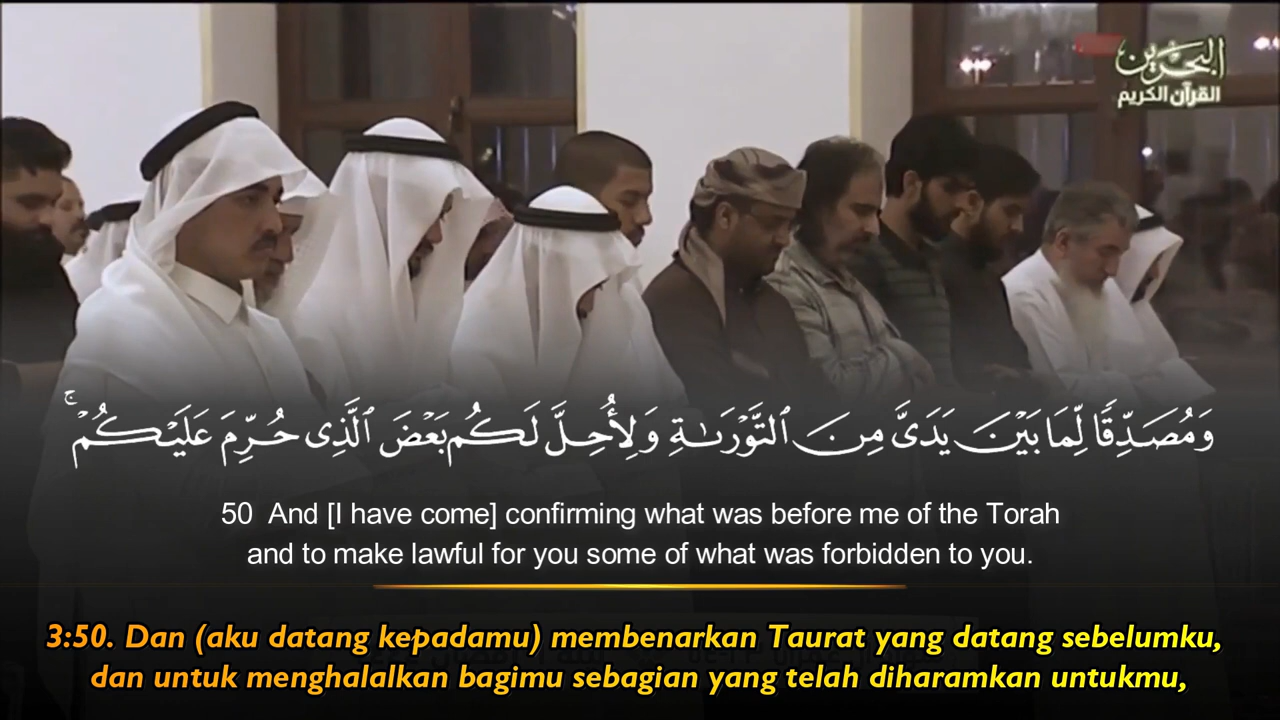 البحرين
القرآن الكريم
وَمُصَدِّقًا لِّمَا بَيْنَ يَدَىَّ مِنَ ٱلتَّوْرَىٰةِ وَلِأُحِلَّ لَكُم بَعْضَ ٱلَّذِى حُرِّمَ عَلَيْكُمْ ۚ
50 And [I have come] confirming what was before me of the Torah
and to make lawful for you some of what was forbidden to you.
3:50. Dan (aku datang kepadamu) membenarkan Taurat yang datang sebelumku,
dan untuk menghalalkan bagimu sebagian yang telah diharamkan untukmu,